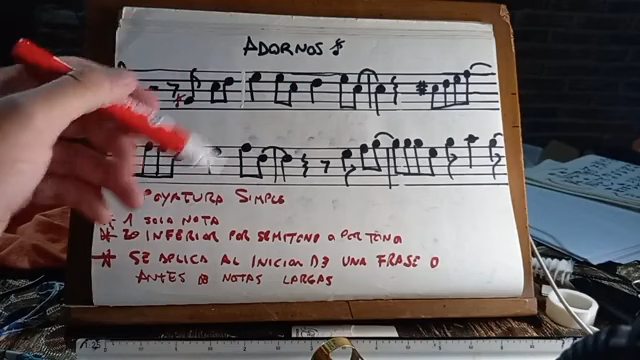 ADORNOS
POYATURA SIMPLE
* 1 SOLA NOTA
* INFERIOR POR SEMITONO O POR TONO
* SE APLICA AL INICIO DE UNA FRASE O
ANTES DE NOTAS LARGAS